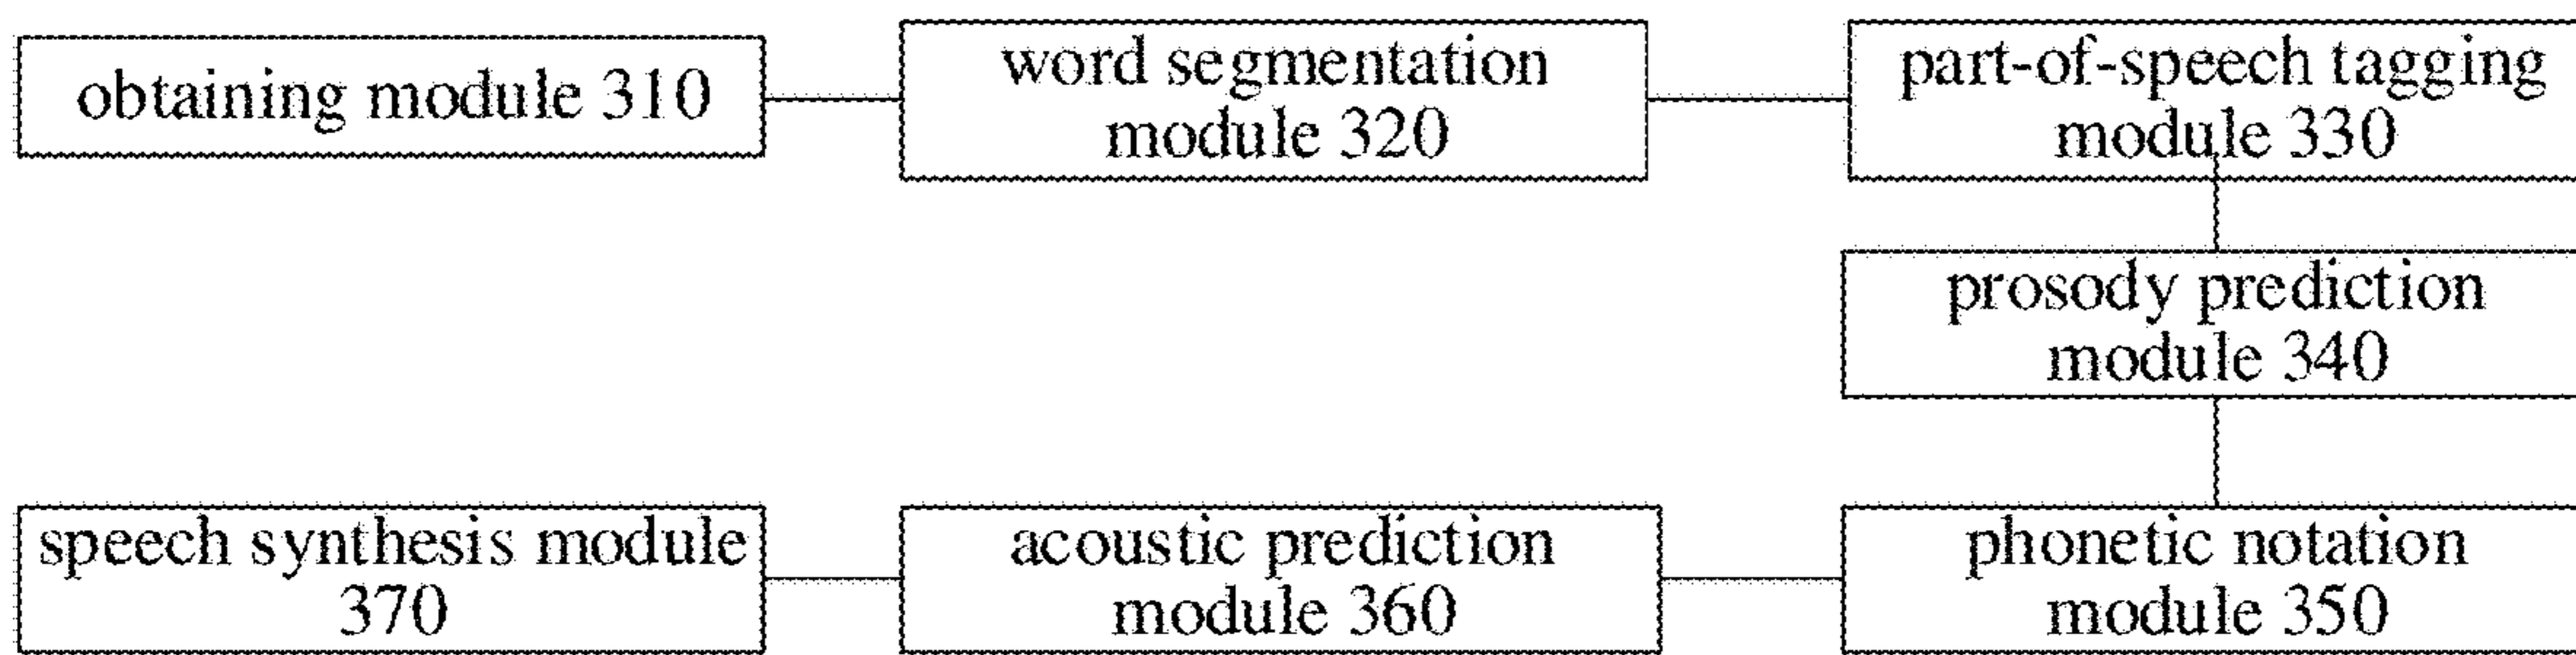 obtaining module 310
word segmentation
module 320
part-of-speech tagging
module 330
prosody prediction
module 340
phonetic notation
module 350
acoustic prediction
module 360
speech synthesis module
370